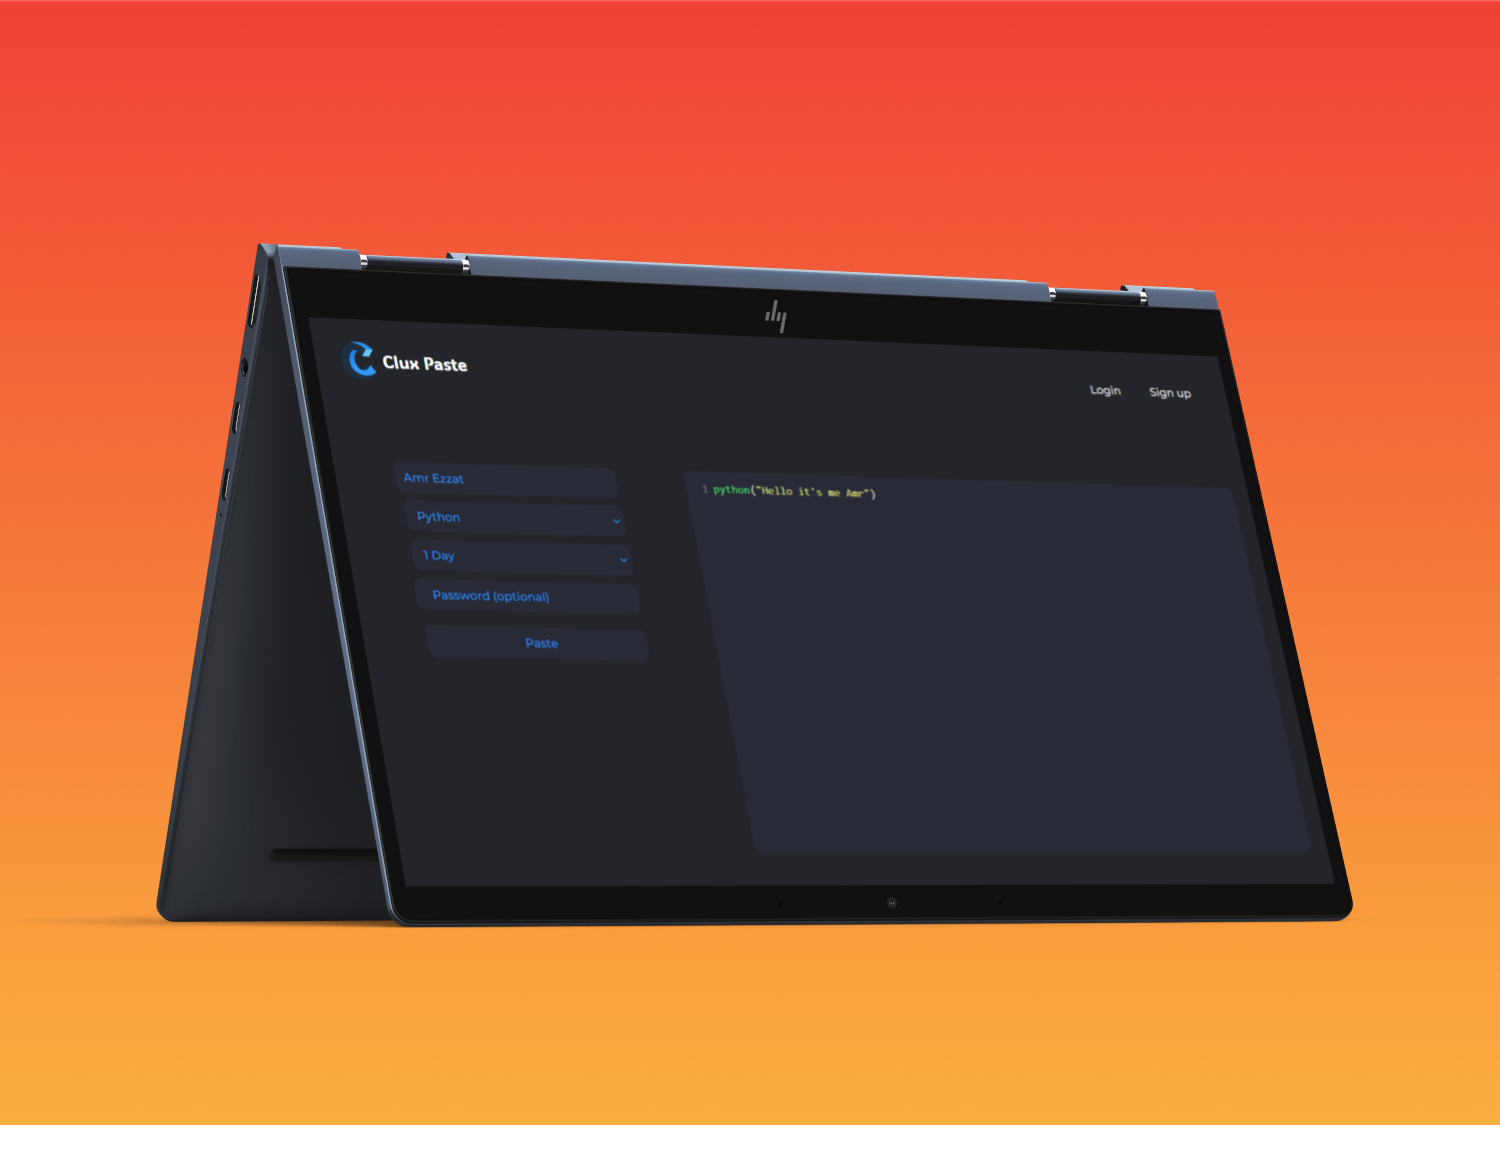 Clux Paste
Login
Sign up
Amr Ezzat
Python
1 Day
Password (optional)
Paste
1 python("Hello it's me Amr")